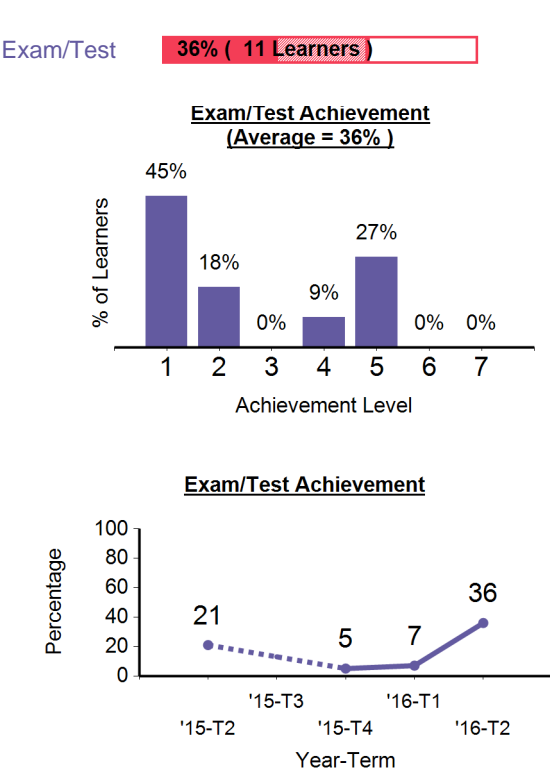 Exam/Test
36% ( 11 Learners )
Exam/Test Achievement
(Average = 36% )
45%
18%
0%
9%
27%
0%
0%
% of Learners
1 2 3 4 5 6 7
Achievement Level
Exam/Test Achievement
Percentage
100
80
60
40
20
0
21
5
7
36
'15-T3 '16-T1
'15-T2 '15-T4 '16-T2
Year-Term